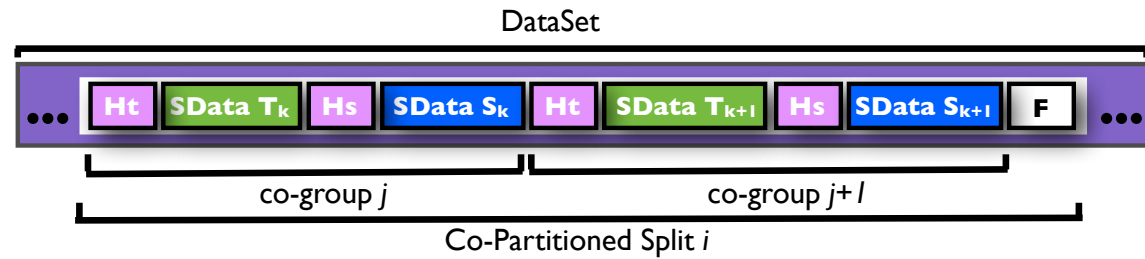 DataSet
... Ht SData Tk Hs SData Sk Ht SData Tk+1 Hs SData Sk+1 F ...
co-group j co-group j+1
Co-Partitioned Split i